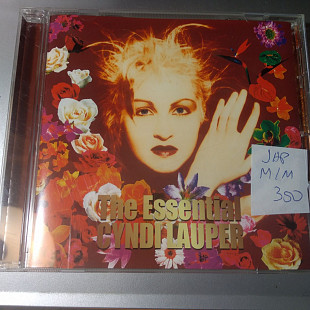 The Essential
CYNDI LAUPER
JAP
M/M
350